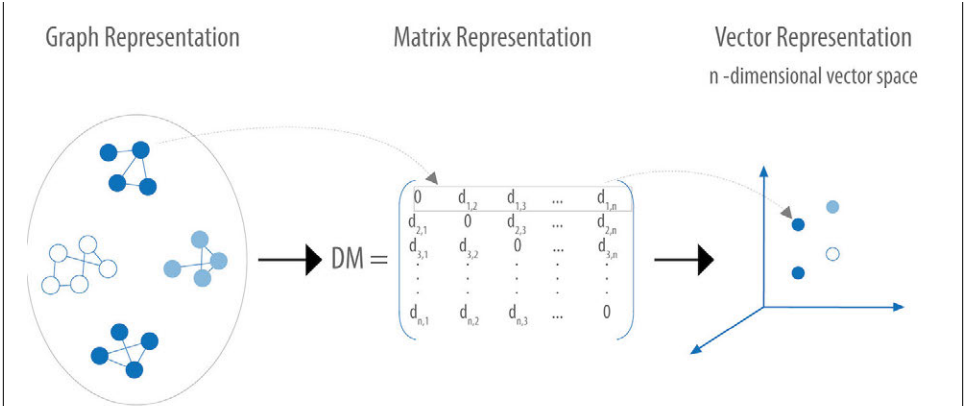 Graph Representation
Matrix Representation
Vector Representation
n -dimensional vector space
DM =
0 d1,2 d1,3 ... d1,n
d2,1 0 d2,3 ... d2,n
d3,1 d3,2 0 ... d3,n
. . . . .
. . . . .
. . . . .
dn,1 dn,2 dn,3 ... 0